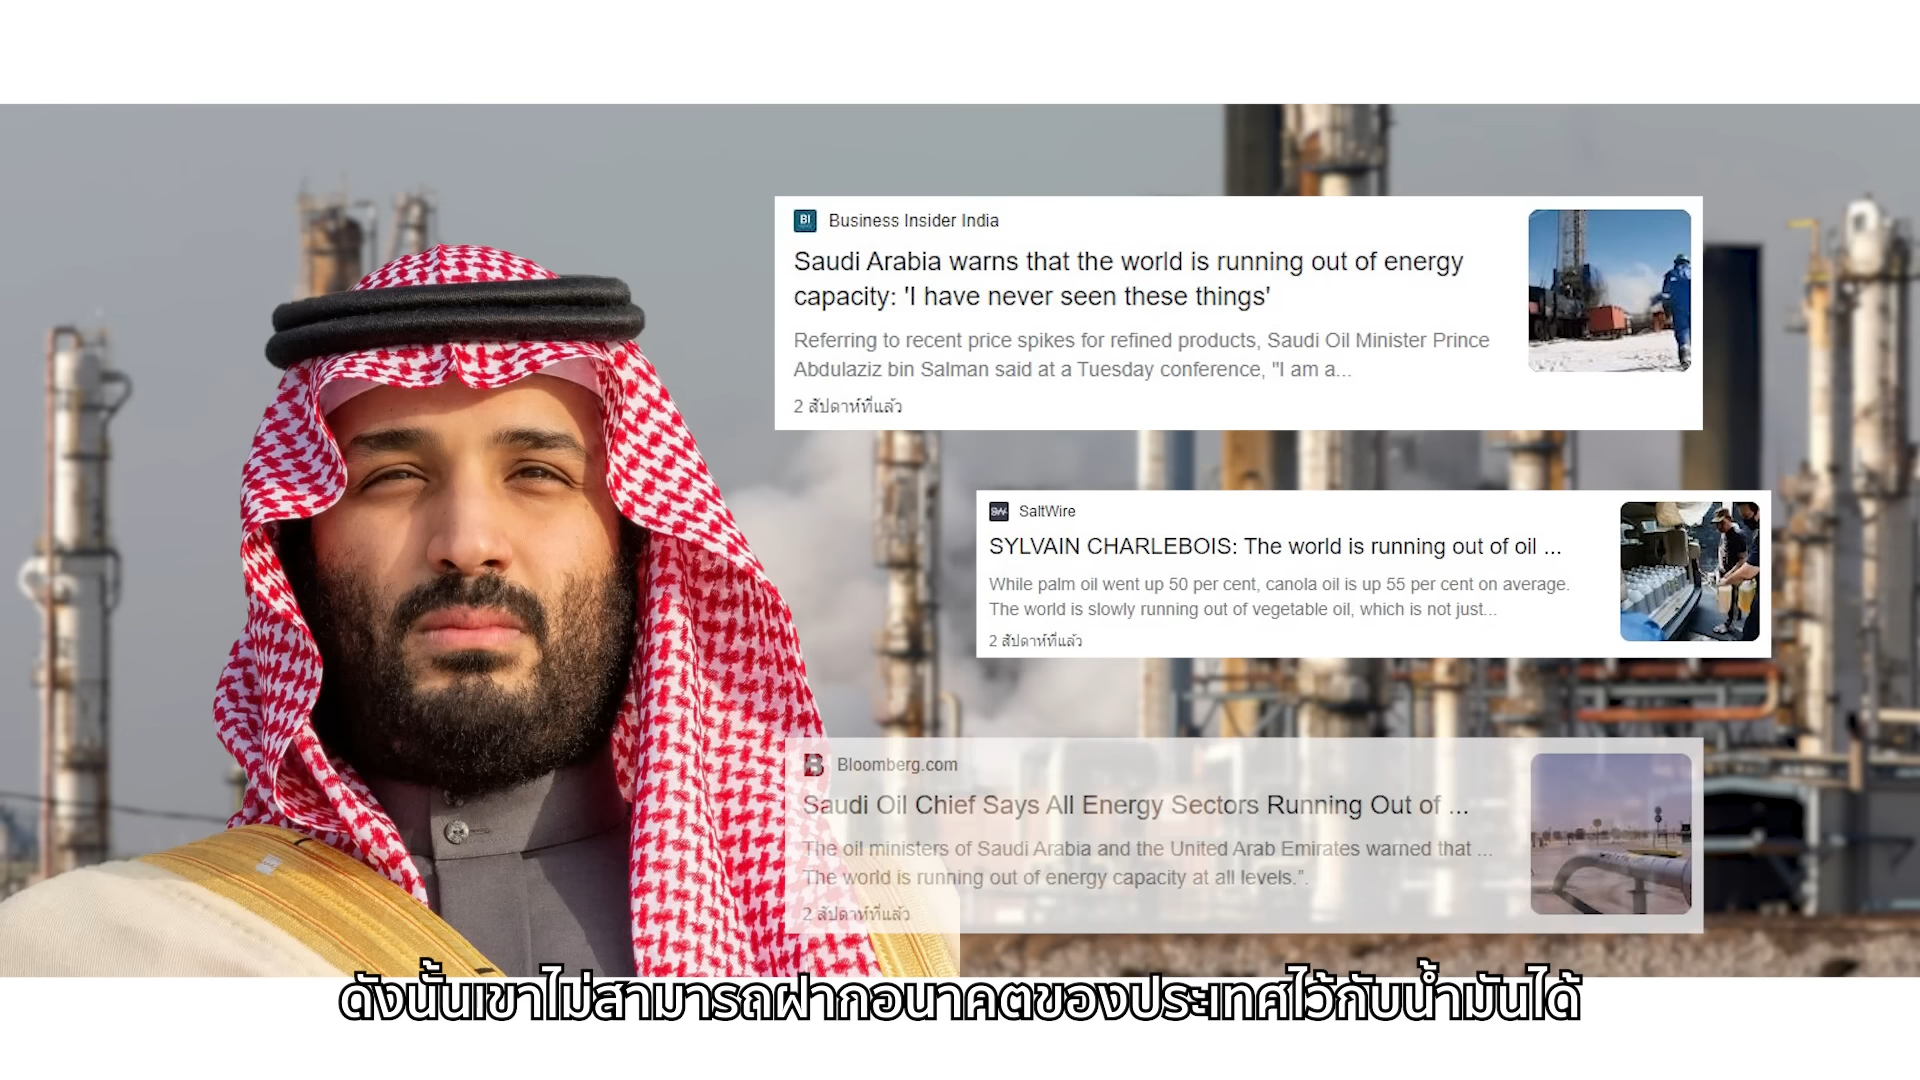 BI Business Insider India
Saudi Arabia warns that the world is running out of energy
capacity: 'I have never seen these things'
Referring to recent price spikes for refined products, Saudi Oil Minister Prince
Abdulaziz bin Salman said at a Tuesday conference, "I am a...
2 สัปดาห์ที่แล้ว
SW SaltWire
SYLVAIN CHARLEBOIS: The world is running out of oil ...
While palm oil went up 50 per cent, canola oil is up 55 per cent on average.
The world is slowly running out of vegetable oil, which is not just...
2 สัปดาห์ที่แล้ว
B Bloomberg.com
Saudi Oil Chief Says All Energy Sectors Running Out of ...
The oil ministers of Saudi Arabia and the United Arab Emirates warned that ...
The world is running out of energy capacity at all levels.”.
2 สัปดาห์ที่แล้ว
ดังนั้นเขาไม่สามารถฝากอนาคตของประเทศไว้กับน้ำมันได้